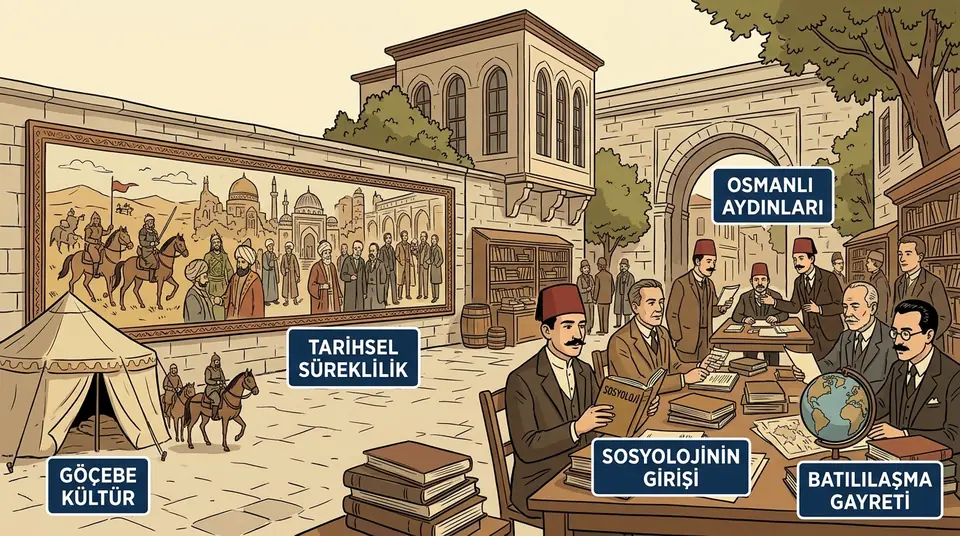 OSMANLI
AYDINLARI
TARİHSEL
SÜREKLİLİK
SOSYOLOJİ
GÖÇEBE
KÜLTÜR
SOSYOLOJİNİN
GİRİŞİ
BATILILAŞMA
GAYRETİ